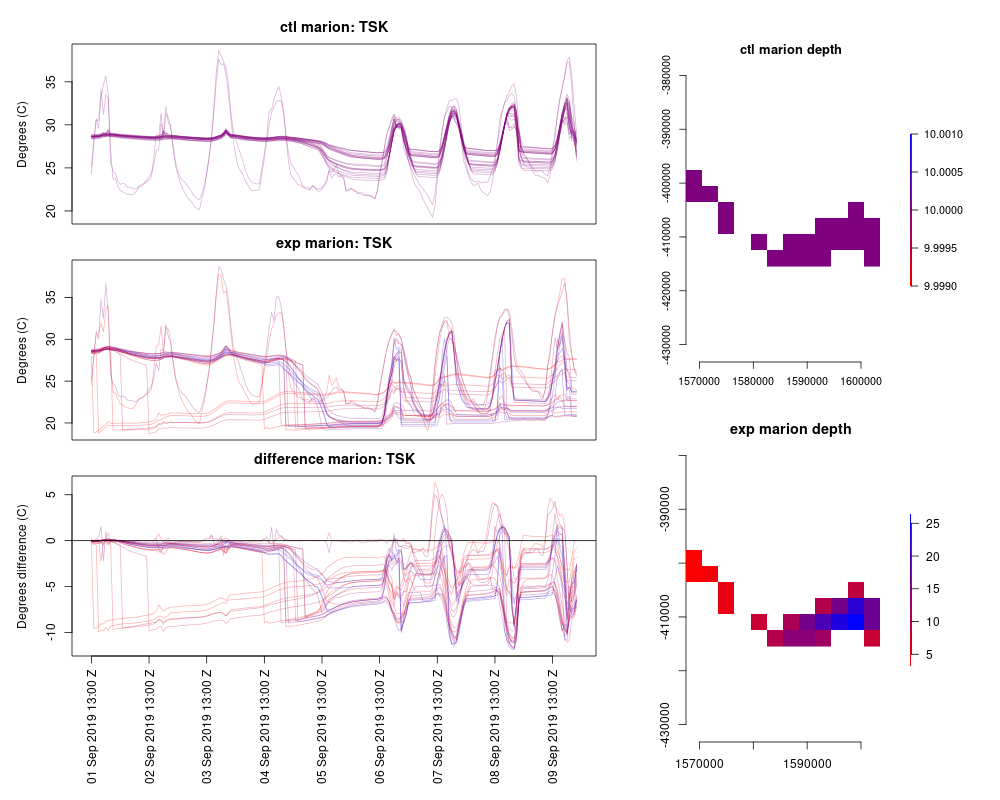 ctl marion: TSK
Degrees (C)
35
30
25
20
exp marion: TSK
Degrees (C)
35
30
25
20
difference marion: TSK
Degrees difference (C)
5
0
-5
-10
01 Sep 2019 13:00 Z
02 Sep 2019 13:00 Z
03 Sep 2019 13:00 Z
04 Sep 2019 13:00 Z
05 Sep 2019 13:00 Z
06 Sep 2019 13:00 Z
07 Sep 2019 13:00 Z
08 Sep 2019 13:00 Z
09 Sep 2019 13:00 Z
ctl marion depth
-380000
-390000
-400000
-410000
-420000
-430000
1570000
1580000
1590000
1600000
10.0010
10.0005
10.0000
9.9995
9.9990
exp marion depth
-390000
-410000
-430000
1570000
1590000
25
20
15
10
5